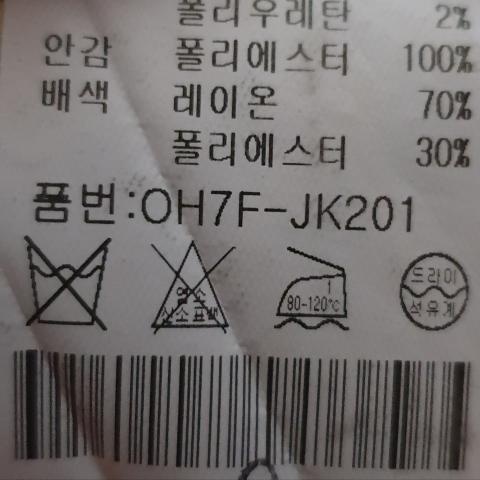 폴리우레탄 2%
안감 폴리에스터 100%
배색 레이온 70%
폴리에스터 30%
품번:OH7F-JK201
염소
산소표백
1
80-120℃
드라이
석유계